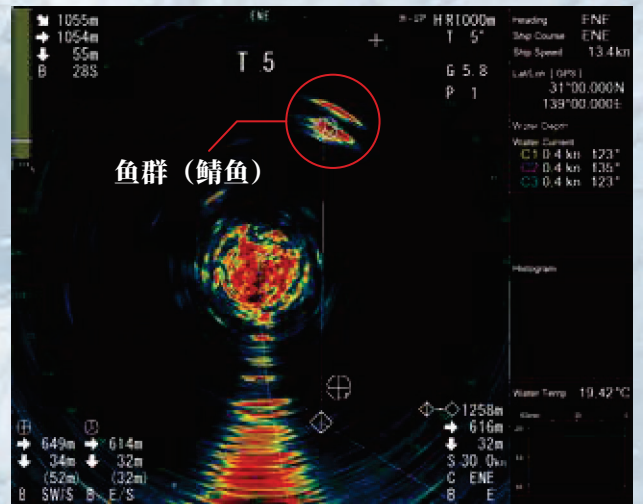 1055m
1054m
55m
B 28S
ENE
T 5
HR1000m
T 5°
G 5.8
P 1
Heading ENE
Ship Course ENE
Ship Speed 13.4kn
Lat/Lon [GPS]
31°00.000N
139°00.000E
Water Depth
Water Current
C1 0.4 kn 123°
C2 0.4 kn 135°
C3 0.4 kn 123°
鱼群（鲭鱼）
Histogram
Water Temp 19.42°C
649m 614m
34m 32m
(52m) (32m)
B SW/S B E/S
1258m
616m
32m
S 30.0kn
C ENE
B E